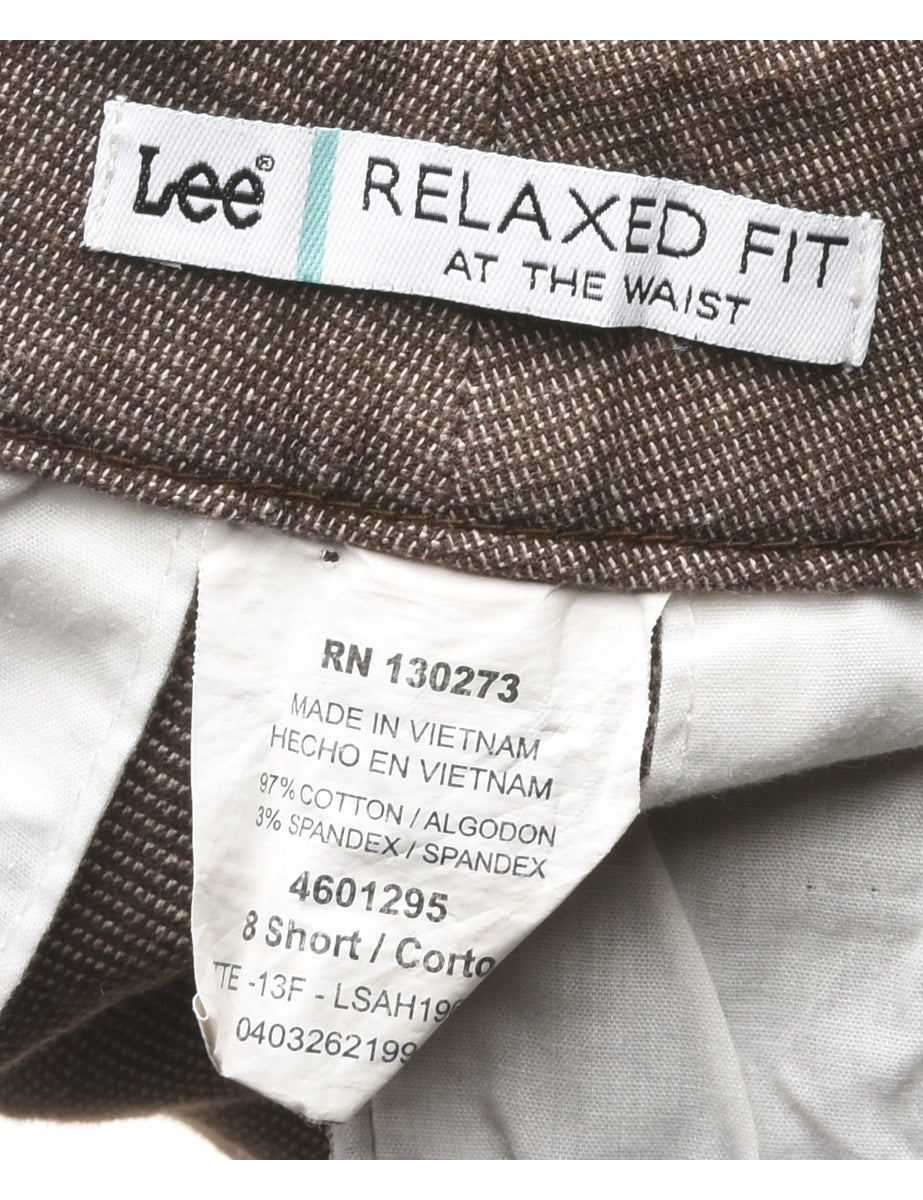 Lee® RELAXED FIT
AT THE WAIST
RN 130273
MADE IN VIETNAM
HECHO EN VIETNAM
97% COTTON / ALGODON
3% SPANDEX / SPANDEX
4601295
8 Short / Corto
-13F -